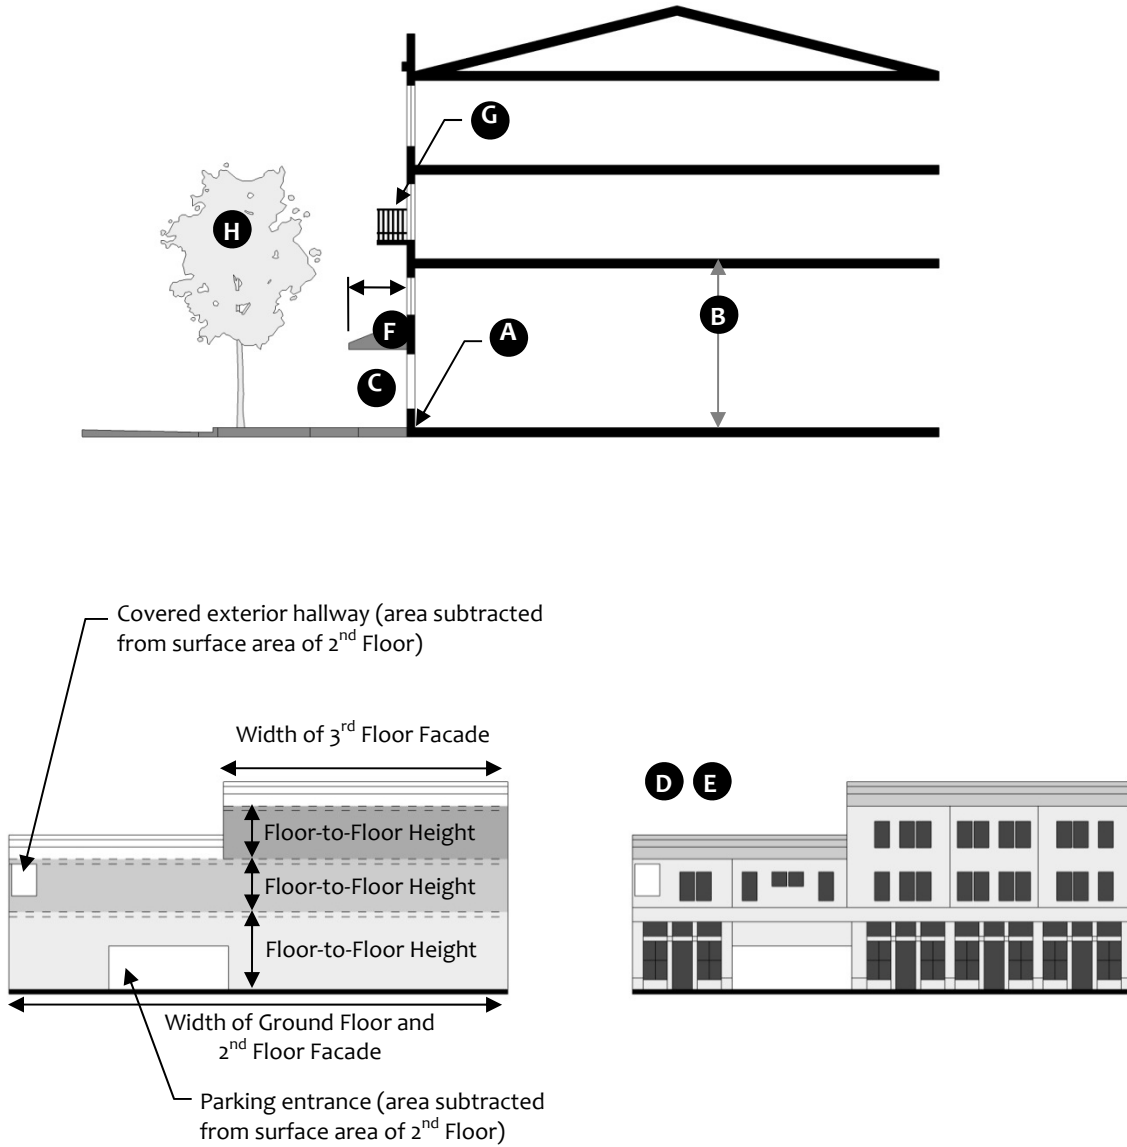 G
H
B
F
A
C
Covered exterior hallway (area subtracted
from surface area of 2nd Floor)
Width of 3rd Floor Facade
D E
Floor-to-Floor Height
Floor-to-Floor Height
Floor-to-Floor Height
Width of Ground Floor and
2nd Floor Facade
Parking entrance (area subtracted
from surface area of 2nd Floor)